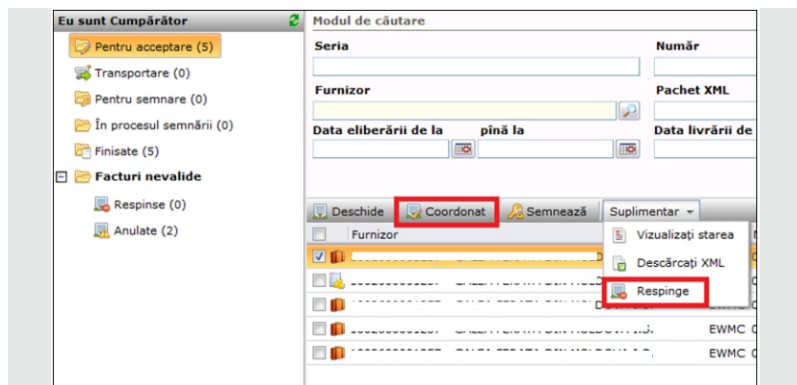 Eu sunt Cumpărător
Pentru acceptare (5)
Transportare (0)
Pentru semnare (0)
În procesul semnării (0)
Finisate (5)
Facturi nevalide
Respinse (0)
Anulate (2)
Modul de căutare
Seria
Număr
Furnizor
Pachet XML
Data eliberării de la pînă la
Data livrării de
Deschide Coordonat Semnează Suplimentar
Furnizor
Vizualizați starea
Descărcați XML
Respinge
EWMC
EWMC